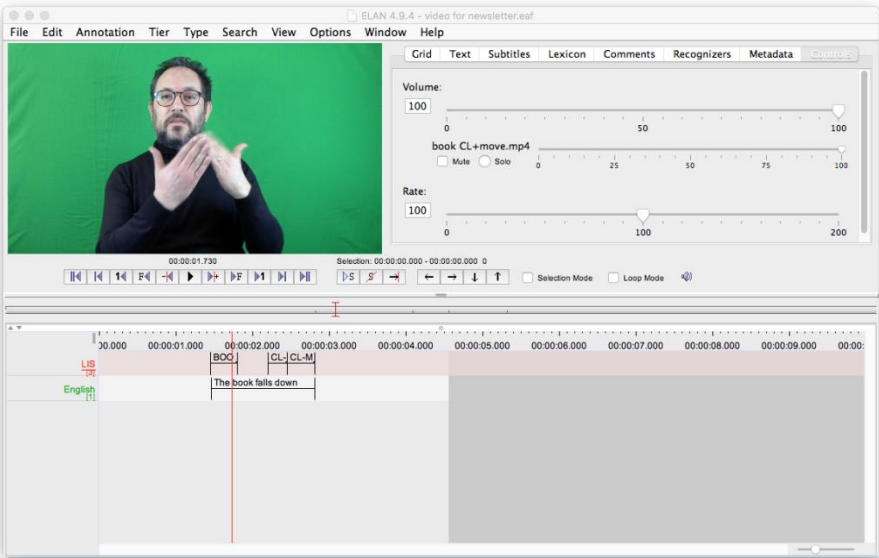 ELAN 4.9.4 - video for newsletter.eaf
File Edit Annotation Tier Type Search View Options Window Help
Grid Text Subtitles Lexicon Comments Recognizers Metadata Controls
Volume:
100
0 50 100
book CL+move.mp4
Mute Solo 0 25 50 75 100
Rate:
100
0 100 200
00:00:01.730 Selection: 00:00:00.000 - 00:00:00.000 0
1 F F 1 S S Selection Mode Loop Mode
00.000 00:00:01.000 00:00:02.000 00:00:03.000 00:00:04.000 00:00:05.000 00:00:06.000 00:00:07.000 00:00:08.000 00:00:09.000 00:00:
LIS BOO CL- CL-M
[3]
English The book falls down
[1]